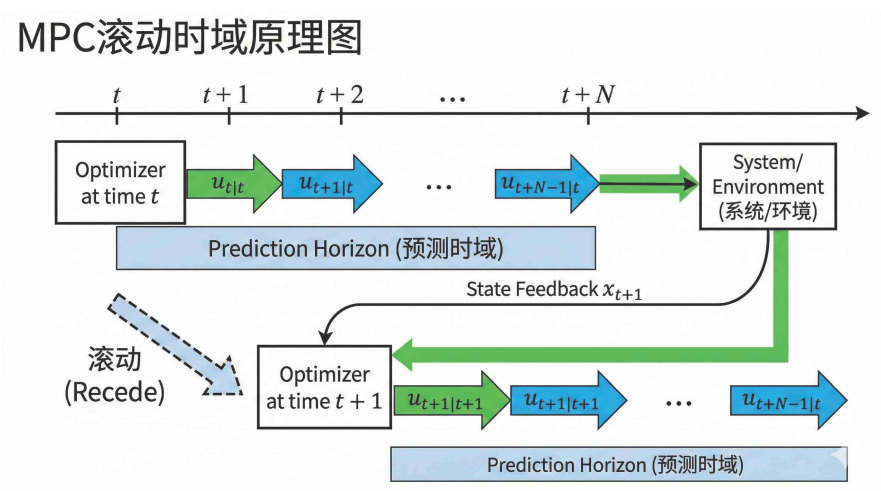 MPC滚动时域原理图
t t + 1 t + 2 ... t + N
Optimizer
at time t
u_{t|t} u_{t+1|t} ... u_{t+N−1|t}
System/
Environment
(系统/环境)
Prediction Horizon (预测时域)
State Feedback x_{t+1}
滚动
(Recede)
Optimizer
at time t + 1
u_{t+1|t+1} u_{t+1|t+1} ... u_{t+N−1|t}
Prediction Horizon (预测时域)